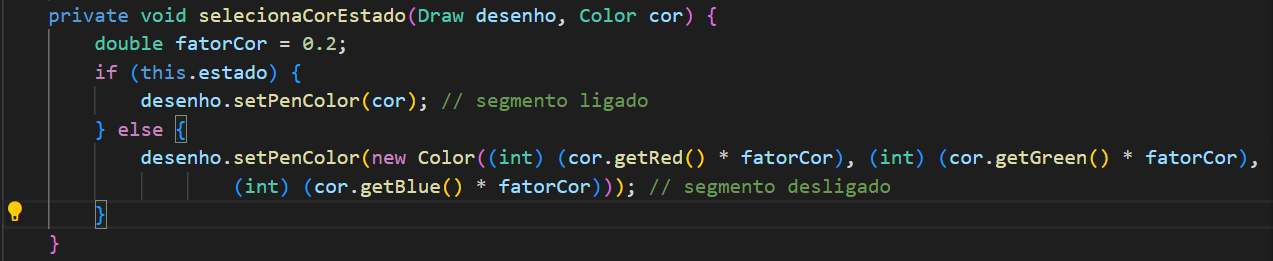 private void selecionaCorEstado(Draw desenho, Color cor) {
double fatorCor = 0.2;
if (this.estado) {
desenho.setPenColor(cor); // segmento ligado
} else {
desenho.setPenColor(new Color((int) (cor.getRed() * fatorCor), (int) (cor.getGreen() * fatorCor),
(int) (cor.getBlue() * fatorCor))); // segmento desligado
}
}